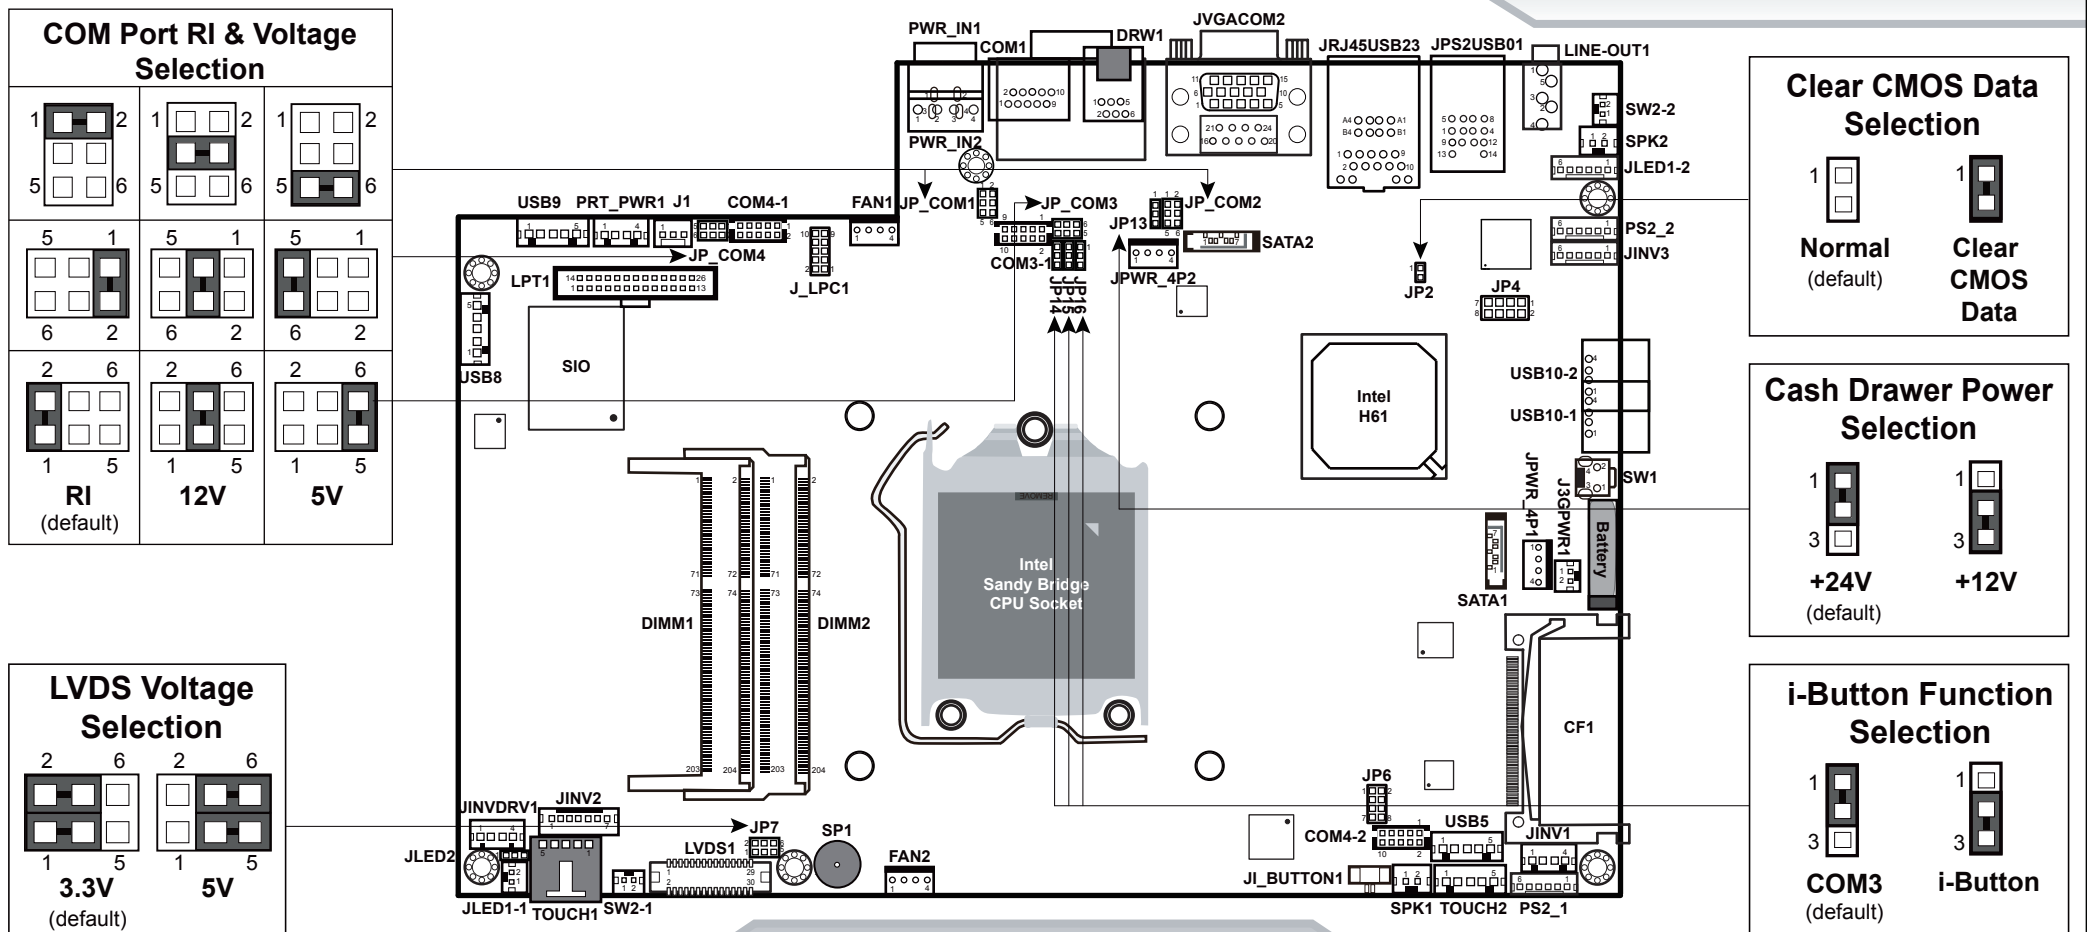 COM Port RI & Voltage
Selection
1 2 1 2 1 2
5 6 5 6 5 6
5 1 5 1 5 1
6 2 6 2 6 2
2 6 2 6 2 6
1 5 1 5 1 5
RI 12V 5V
(default)
LVDS Voltage
Selection
2 6 2 6
1 5 1 5
3.3V 5V
(default)
PWR_IN1
COM1
DRW1
JVGACOM2
JRJ45USB23
JPS2USB01
LINE-OUT1
PWR_IN2
SW2-2
SPK2
JLED1-2
USB9
PRT_PWR1
J1
COM4-1
FAN1
JP_COM1
JP_COM3
JP_COM2
JP13
SATA2
PS2_2
JINV3
JP_COM4
LPT1
J_LPC1
COM3-1
JPWR_4P2
JP14
JP15
JP16
JP2
JP4
USB8
SIO
Intel
H61
USB10-2
USB10-1
SW1
JPWR_4P1
J3GPWR1
Battery
REMOVE
Intel
Sandy Bridge
CPU Socket
SATA1
DIMM1
DIMM2
CF1
JINVDRV1
JINV2
JP7
SP1
JP6
JLED2
LVDS1
FAN2
COM4-2
USB5
JINV1
JLED1-1
TOUCH1
SW2-1
JI_BUTTON1
SPK1
TOUCH2
PS2_1
Clear CMOS Data
Selection
1 1
Normal
(default)
Clear
CMOS
Data
Cash Drawer Power
Selection
1 1
3 3
+24V +12V
(default)
i-Button Function
Selection
1 1
3 3
COM3 i-Button
(default)